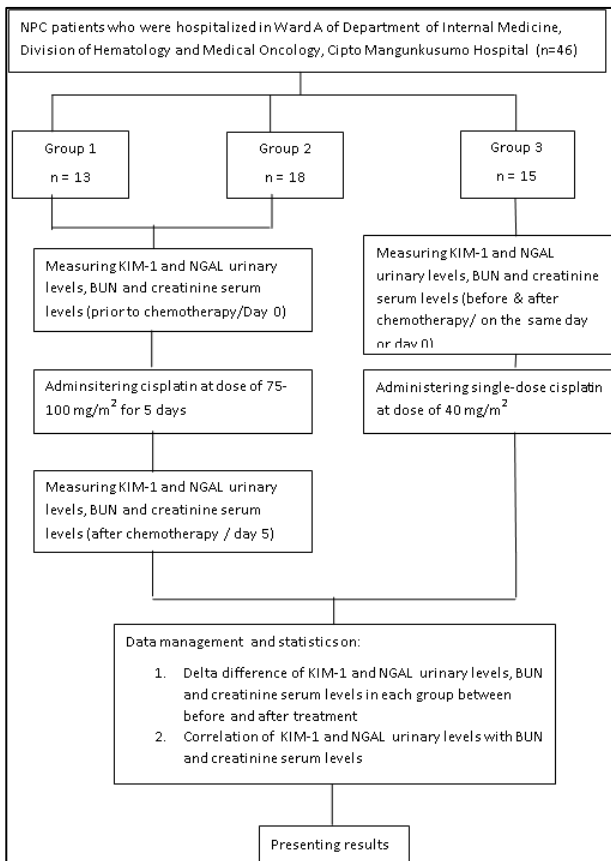 NPC patients who were hospitalized in Ward A of Department of Internal Medicine,
Division of Hematology and Medical Oncology, Cipto Mangunkusumo Hospital (n=46)
Group 1
n = 13
Group 2
n = 18
Group 3
n = 15
Measuring KIM-1 and NGAL urinary
levels, BUN and creatinine serum
levels (prior to chemotherapy/Day 0)
Measuring KIM-1 and NGAL
urinary levels, BUN and creatinine
serum levels (before & after
chemotherapy/ on the same day
or day 0)
Adminsitering cisplatin at dose of 75-
100 mg/m² for 5 days
Administering single-dose cisplatin
at dose of 40 mg/m²
Measuring KIM-1 and NGAL urinary
levels, BUN and creatinine serum
levels (after chemotherapy / day 5)
Data management and statistics on:
1. Delta difference of KIM-1 and NGAL urinary levels, BUN
and creatinine serum levels in each group between
before and after treatment
2. Correlation of KIM-1 and NGAL urinary levels with BUN
and creatinine serum levels
Presenting results